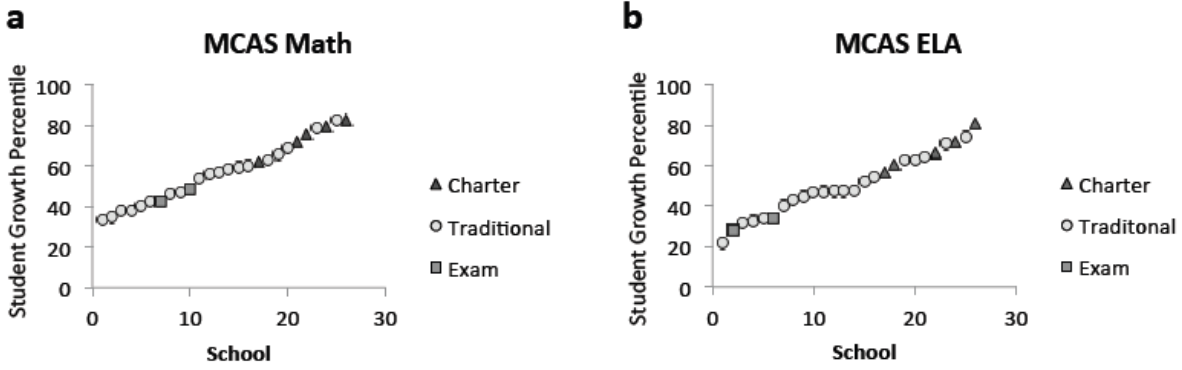 a
MCAS Math
Student Growth Percentile
100
80
60
40
20
0
0 10 20 30
School
Charter
Traditional
Exam
b
MCAS ELA
Student Growth Percentile
100
80
60
40
20
0
0 10 20 30
School
Charter
Traditonal
Exam